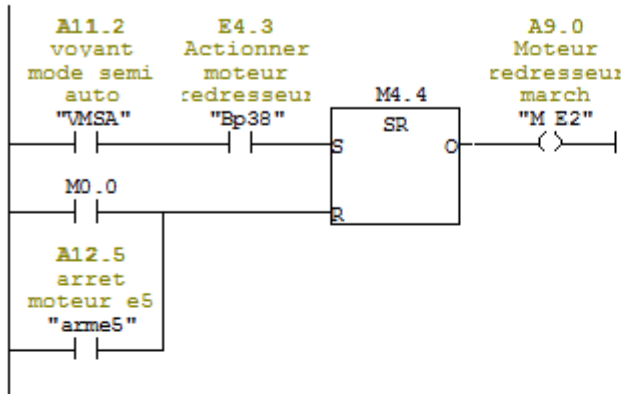 A11.2
voyant
mode semi
auto
"VMSA"
E4.3
Actionner
moteur
redresseur
"Bp38"
M4.4
SR
S
Q
R
A9.0
Moteur
redresseur
march
"M E2"
M0.0
A12.5
arret
moteur e5
"arme5"